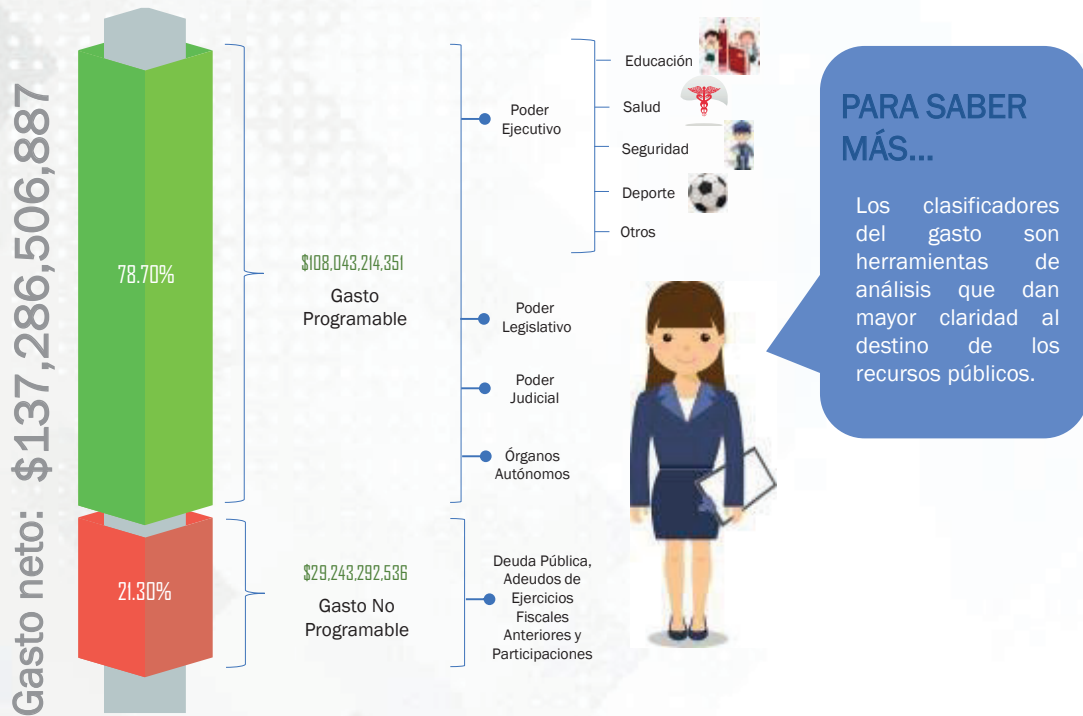 Gasto neto: $137,286,506,887
78.70%
$108,043,214,351
Gasto
Programable
Poder
Ejecutivo
Educación
Salud
Seguridad
Deporte
Otros
Poder
Legislativo
Poder
Judicial
Órganos
Autónomos
21.30%
$29,243,292,536
Gasto No
Programable
Deuda Pública,
Adeudos de
Ejercicios
Fiscales
Anteriores y
Participaciones
PARA SABER
MÁS...
Los clasificadores
del gasto son
herramientas de
análisis que dan
mayor claridad al
destino de los
recursos públicos.